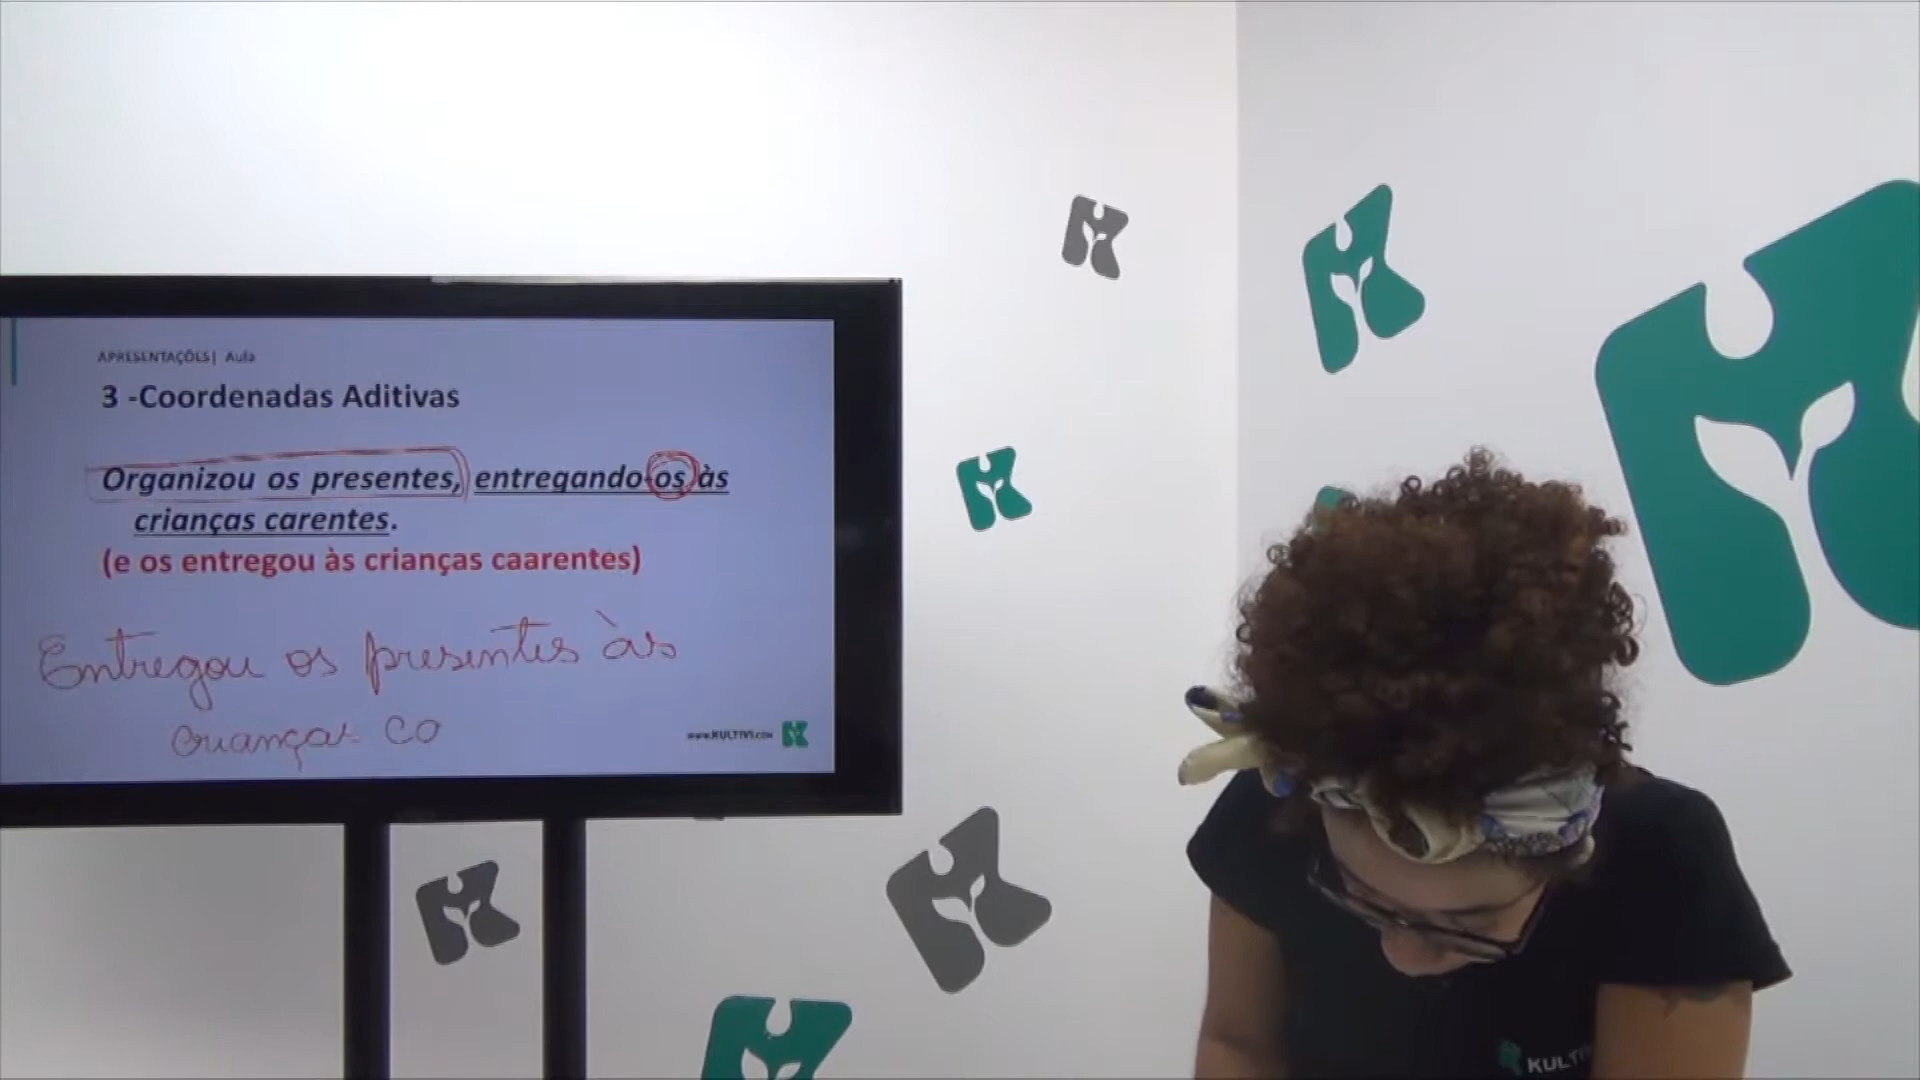 APRESENTAÇÕES| Aula
3 -Coordenadas Aditivas
Organizou os presentes, entregando-os às
crianças carentes.
(e os entregou às crianças caarentes)
Entregou os presentes às
crianças ca
www.KULTIVI.com
KULTIVI